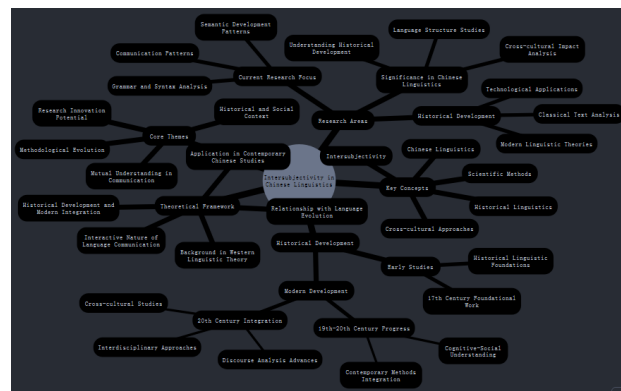 Semantic Development
Patterns
Language Structure Studies
Understanding Historical
Development
Communication Patterns
Cross-cultural Impact
Analysis
Current Research Focus
Significance in Chinese
Linguistics
Grammar and Syntax Analysis
Technological Applications
Research Innovation
Potential
Historical and Social
Context
Historical Development
Classical Text Analysis
Research Areas
Core Themes
Modern Linguistic Theories
Methodological Evolution
Chinese Linguistics
Application in Contemporary
Chinese Studies
Intersubjectivity
Mutual Understanding in
Communication
Scientific Methods
Intersubjectivity in
Chinese Linguistics
Key Concepts
Historical Development and
Modern Integration
Theoretical Framework
Relationship with Language
Evolution
Historical Linguistics
Cross-cultural Approaches
Interactive Nature of
Language Communication
Historical Development
Background in Western
Linguistic Theory
Historical Linguistic
Foundations
Early Studies
Modern Development
17th Century Foundational
Work
Cross-cultural Studies
20th Century Integration
19th-20th Century Progress
Interdisciplinary Approaches
Cognitive-Social
Understanding
Discourse Analysis Advances
Contemporary Methods
Integration